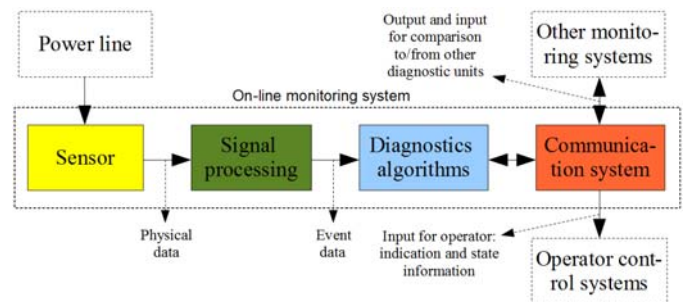 Power line
Output and input
for comparison
to/from other
diagnostic units
Other monito-
ring systems
On-line monitoring system
Sensor
Signal
processing
Diagnostics
algorithms
Communica-
tion system
Physical
data
Event
data
Input for operator:
indication and state
information
Operator cont-
rol systems